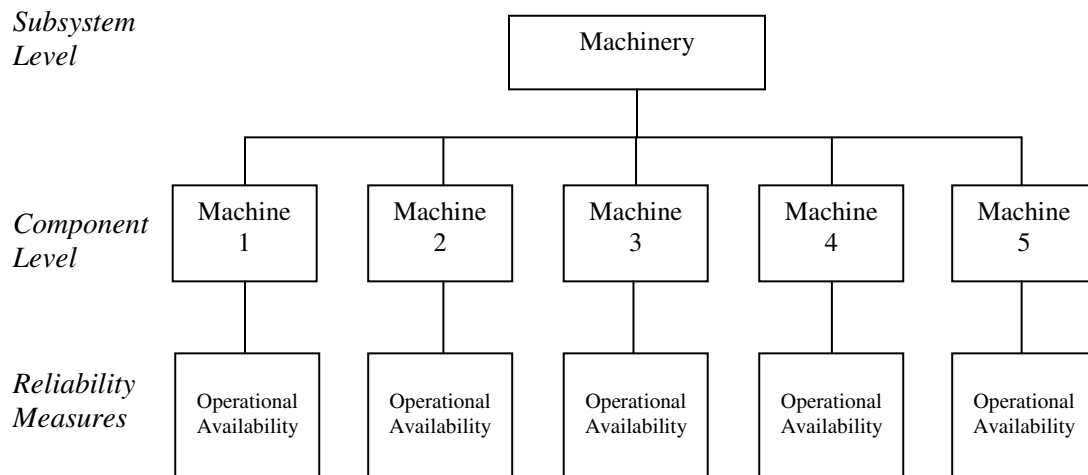 Subsystem
Level
Machinery
Component
Level
Machine
1
Machine
2
Machine
3
Machine
4
Machine
5
Reliability
Measures
Operational
Availability
Operational
Availability
Operational
Availability
Operational
Availability
Operational
Availability